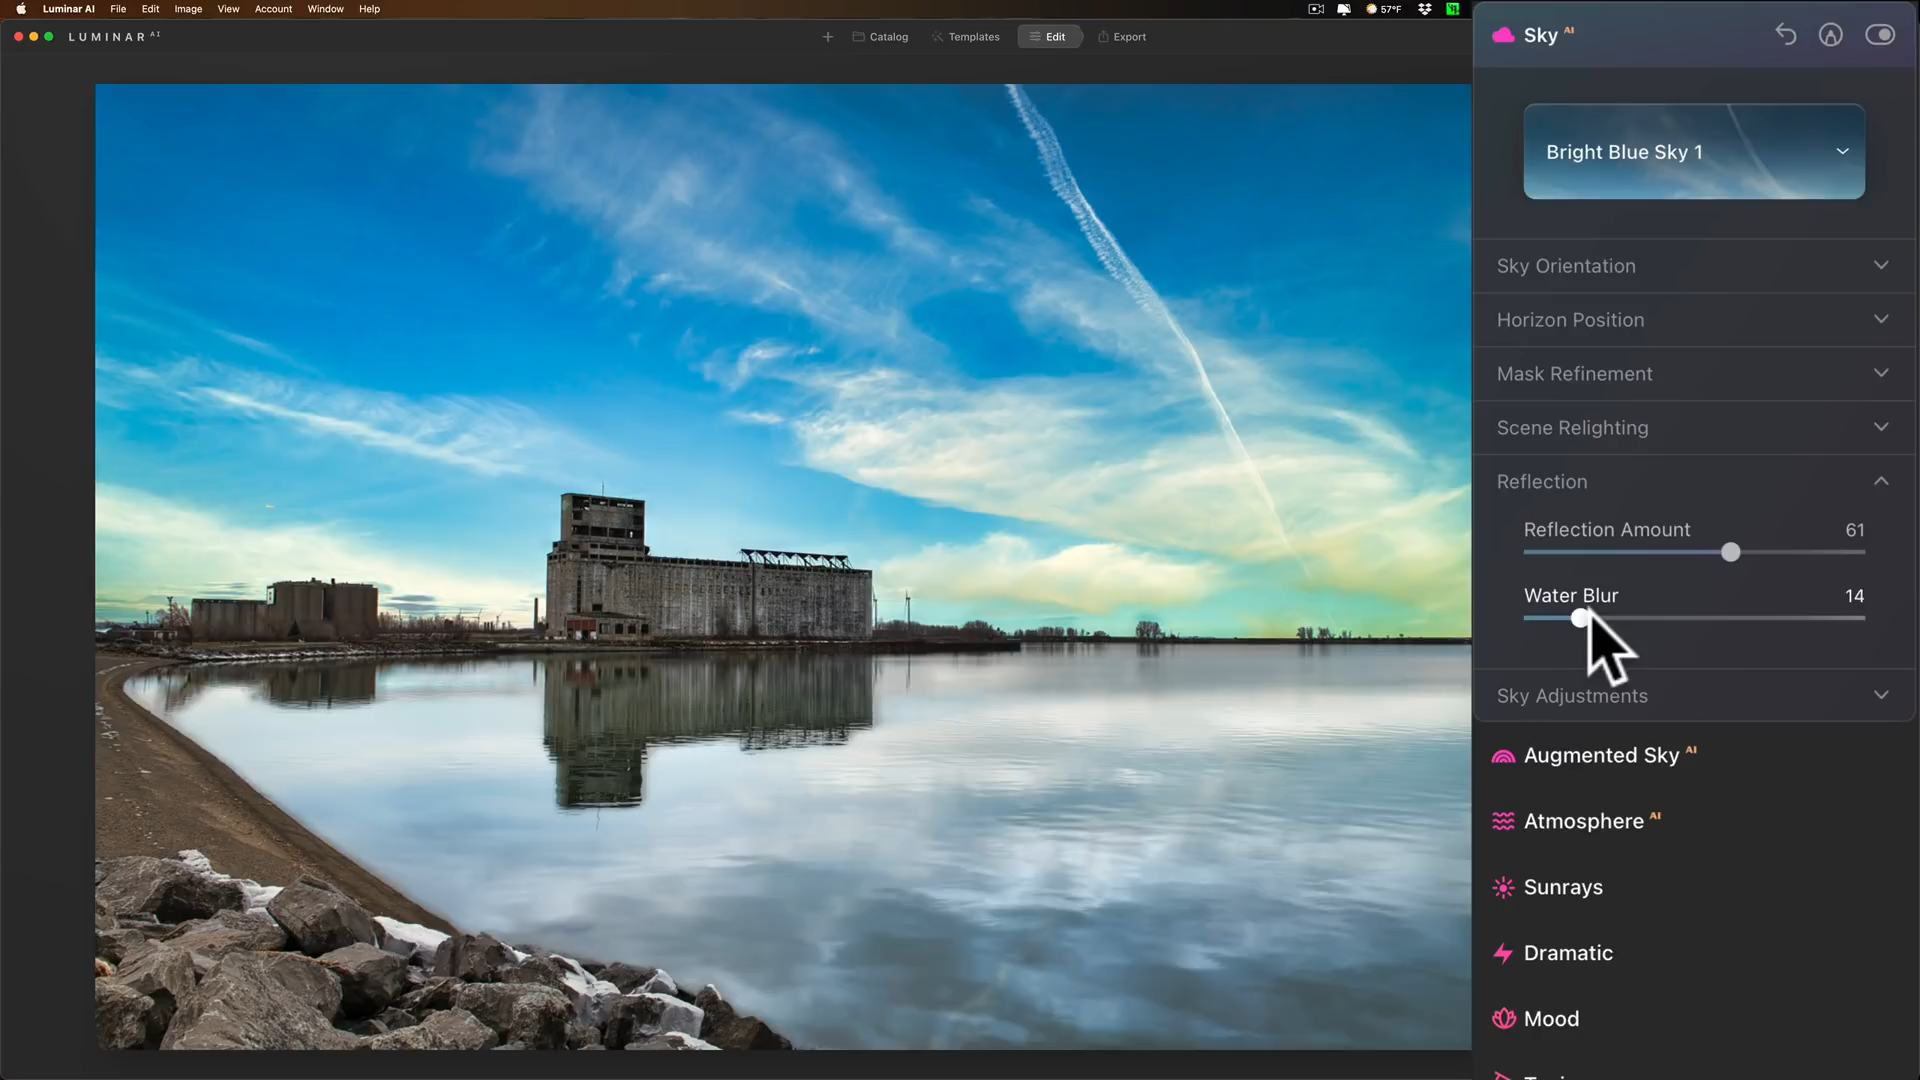 Luminar AI File Edit Image View Account Window Help 57°F
LUMINAR AI
Catalog Templates Edit Export
Sky AI
Bright Blue Sky 1
Sky Orientation
Horizon Position
Mask Refinement
Scene Relighting
Reflection
Reflection Amount 61
Water Blur 14
Sky Adjustments
Augmented Sky AI
Atmosphere AI
Sunrays
Dramatic
Mood